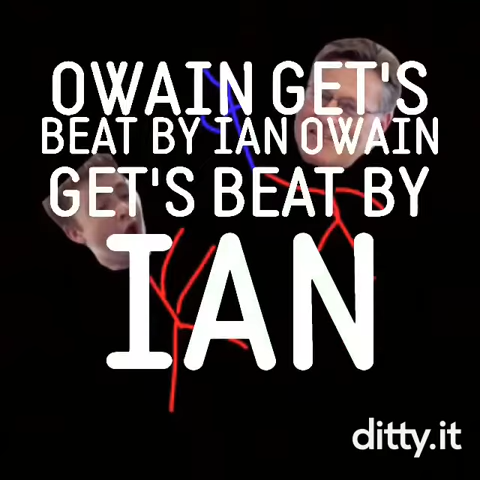 OWAIN GET'S
BEAT BY IAN OWAIN
GET'S BEAT BY
IAN
ditty.it